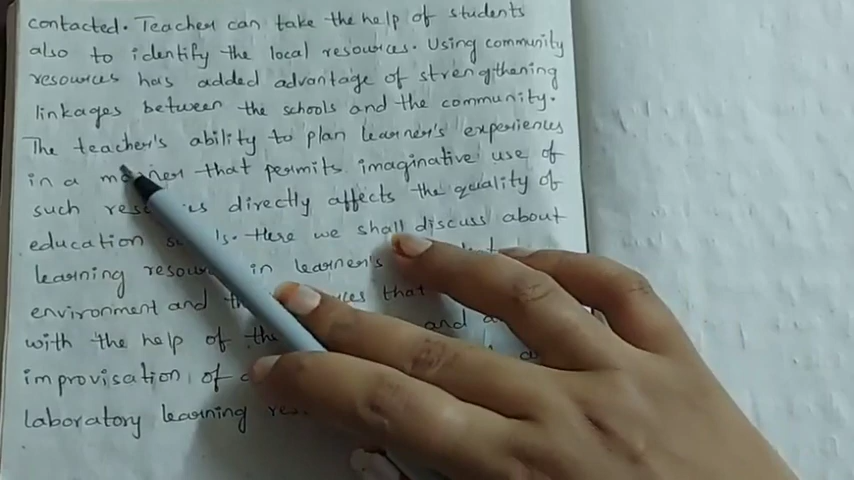 contacted. Teacher can take the help of students
also to identify the local resources. Using community
resources has added advantage of strengthening
linkages between the schools and the community.
The teacher's ability to plan learner's experiences
in a that permits imaginative use of
such directly affects the quality of
education Here we shall discuss about
learning in learner's
environment and that
with the help of and
improvisation of
laboratory learning